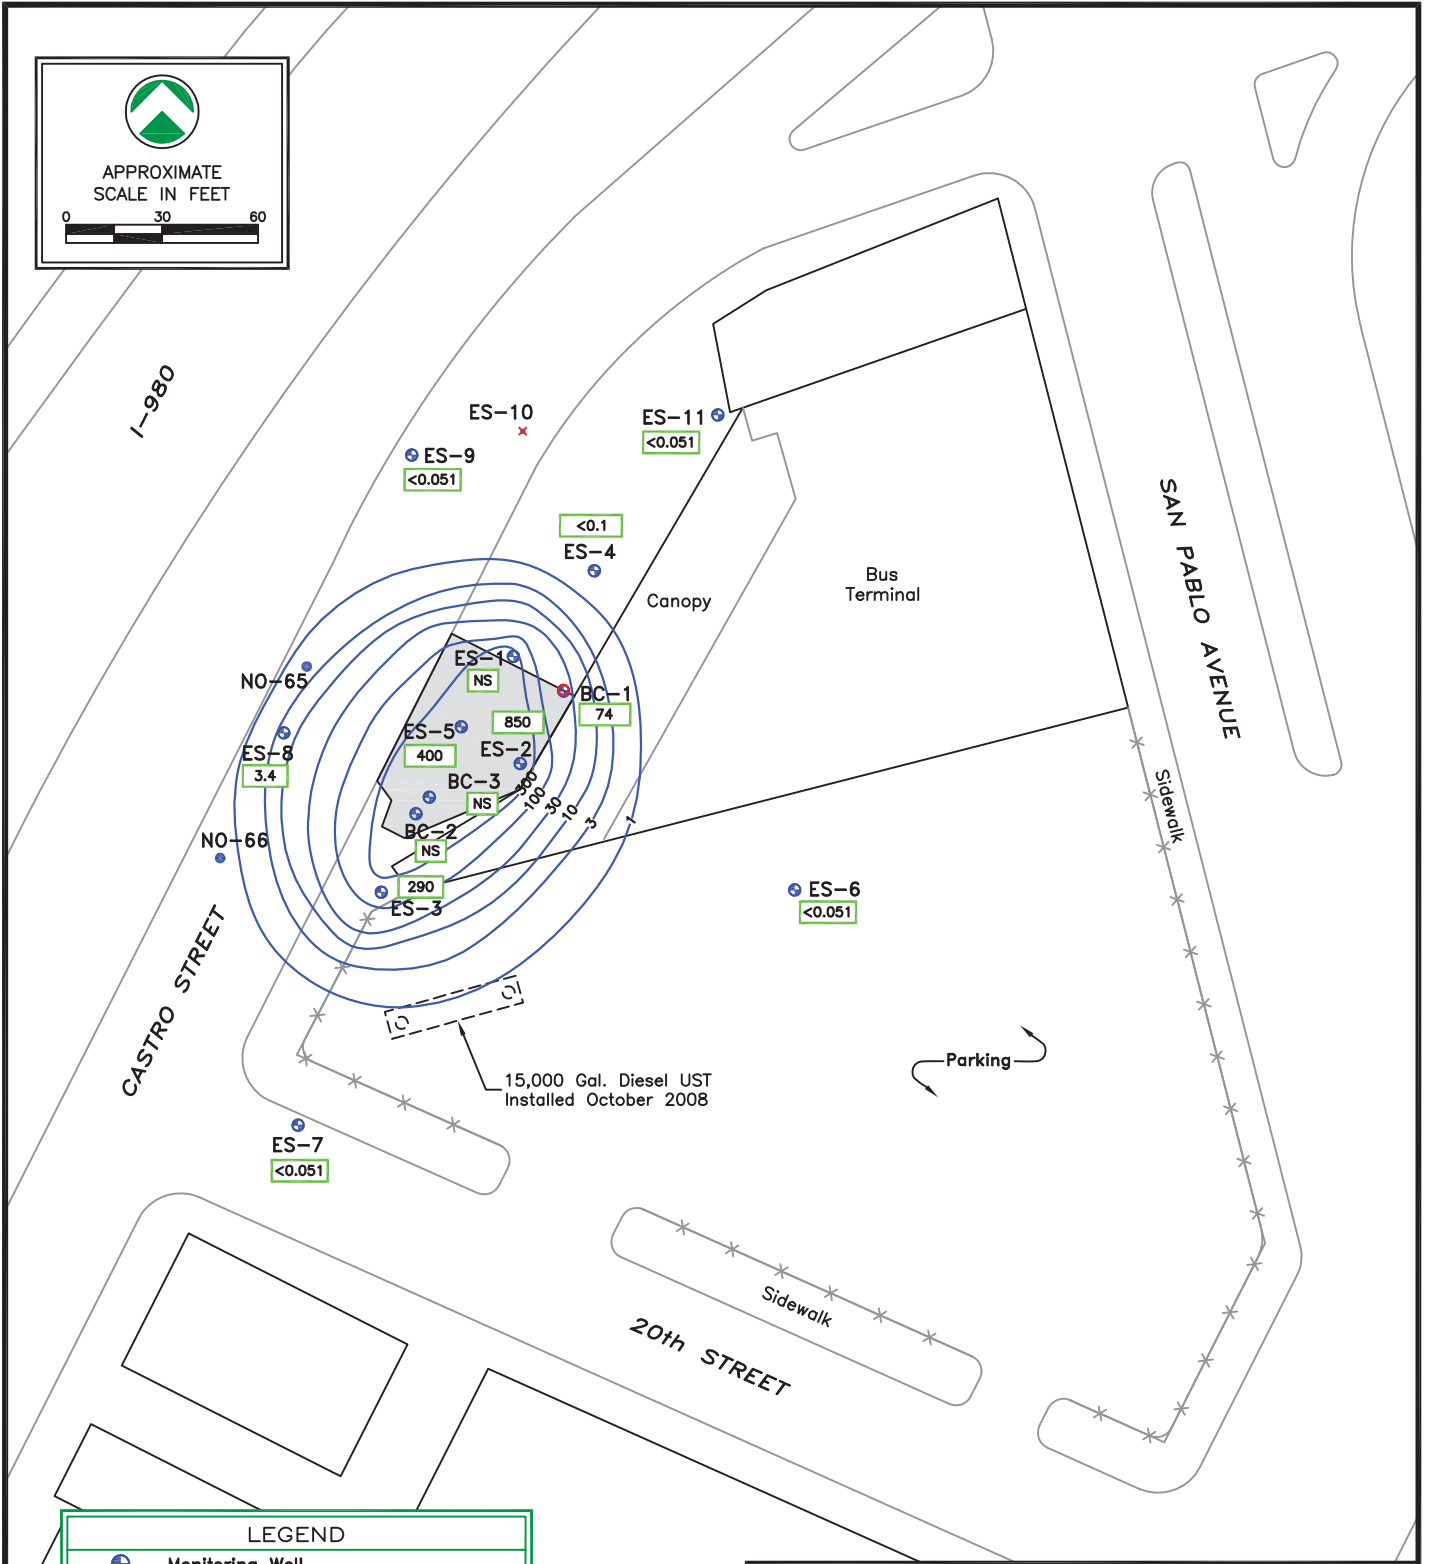 APPROXIMATE
SCALE IN FEET
0 30 60
I-980
ES-10
ES-11
<0.051
ES-9
<0.051
<0.1
ES-4
Canopy
Bus
Terminal
SAN PABLO AVENUE
Sidewalk
NO-65
ES-1
NS
BC-1
74
850
ES-5
400
ES-2
ES-8
3.4
BC-3
NS
300
100
30
10
3
1
BC-2
NS
NO-66
290
ES-3
ES-6
<0.051
CASTRO STREET
Parking
15,000 Gal. Diesel UST
Installed October 2008
ES-7
<0.051
Sidewalk
20th STREET
LEGEND
Monitoring Well